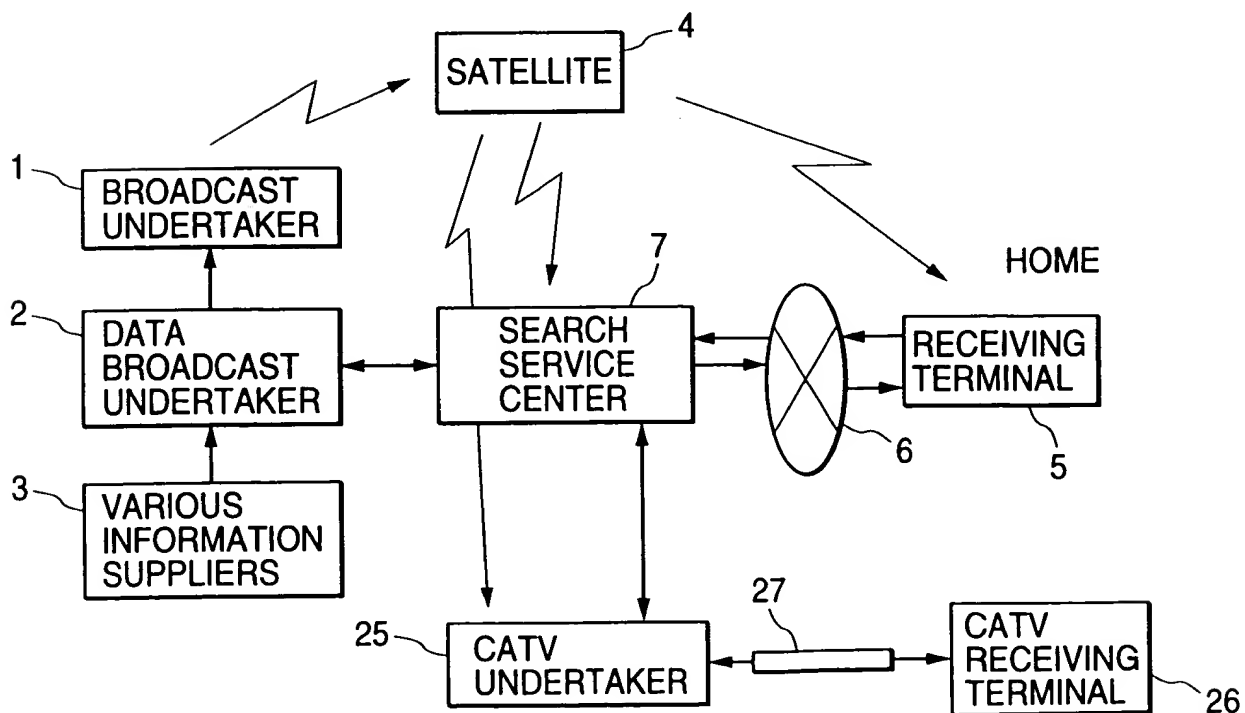 4
SATELLITE
1
BROADCAST
UNDERTAKER
7
HOME
2
DATA
BROADCAST
UNDERTAKER
SEARCH
SERVICE
CENTER
RECEIVING
TERMINAL
6
5
3
VARIOUS
INFORMATION
SUPPLIERS
27
25
CATV
UNDERTAKER
CATV
RECEIVING
TERMINAL
26